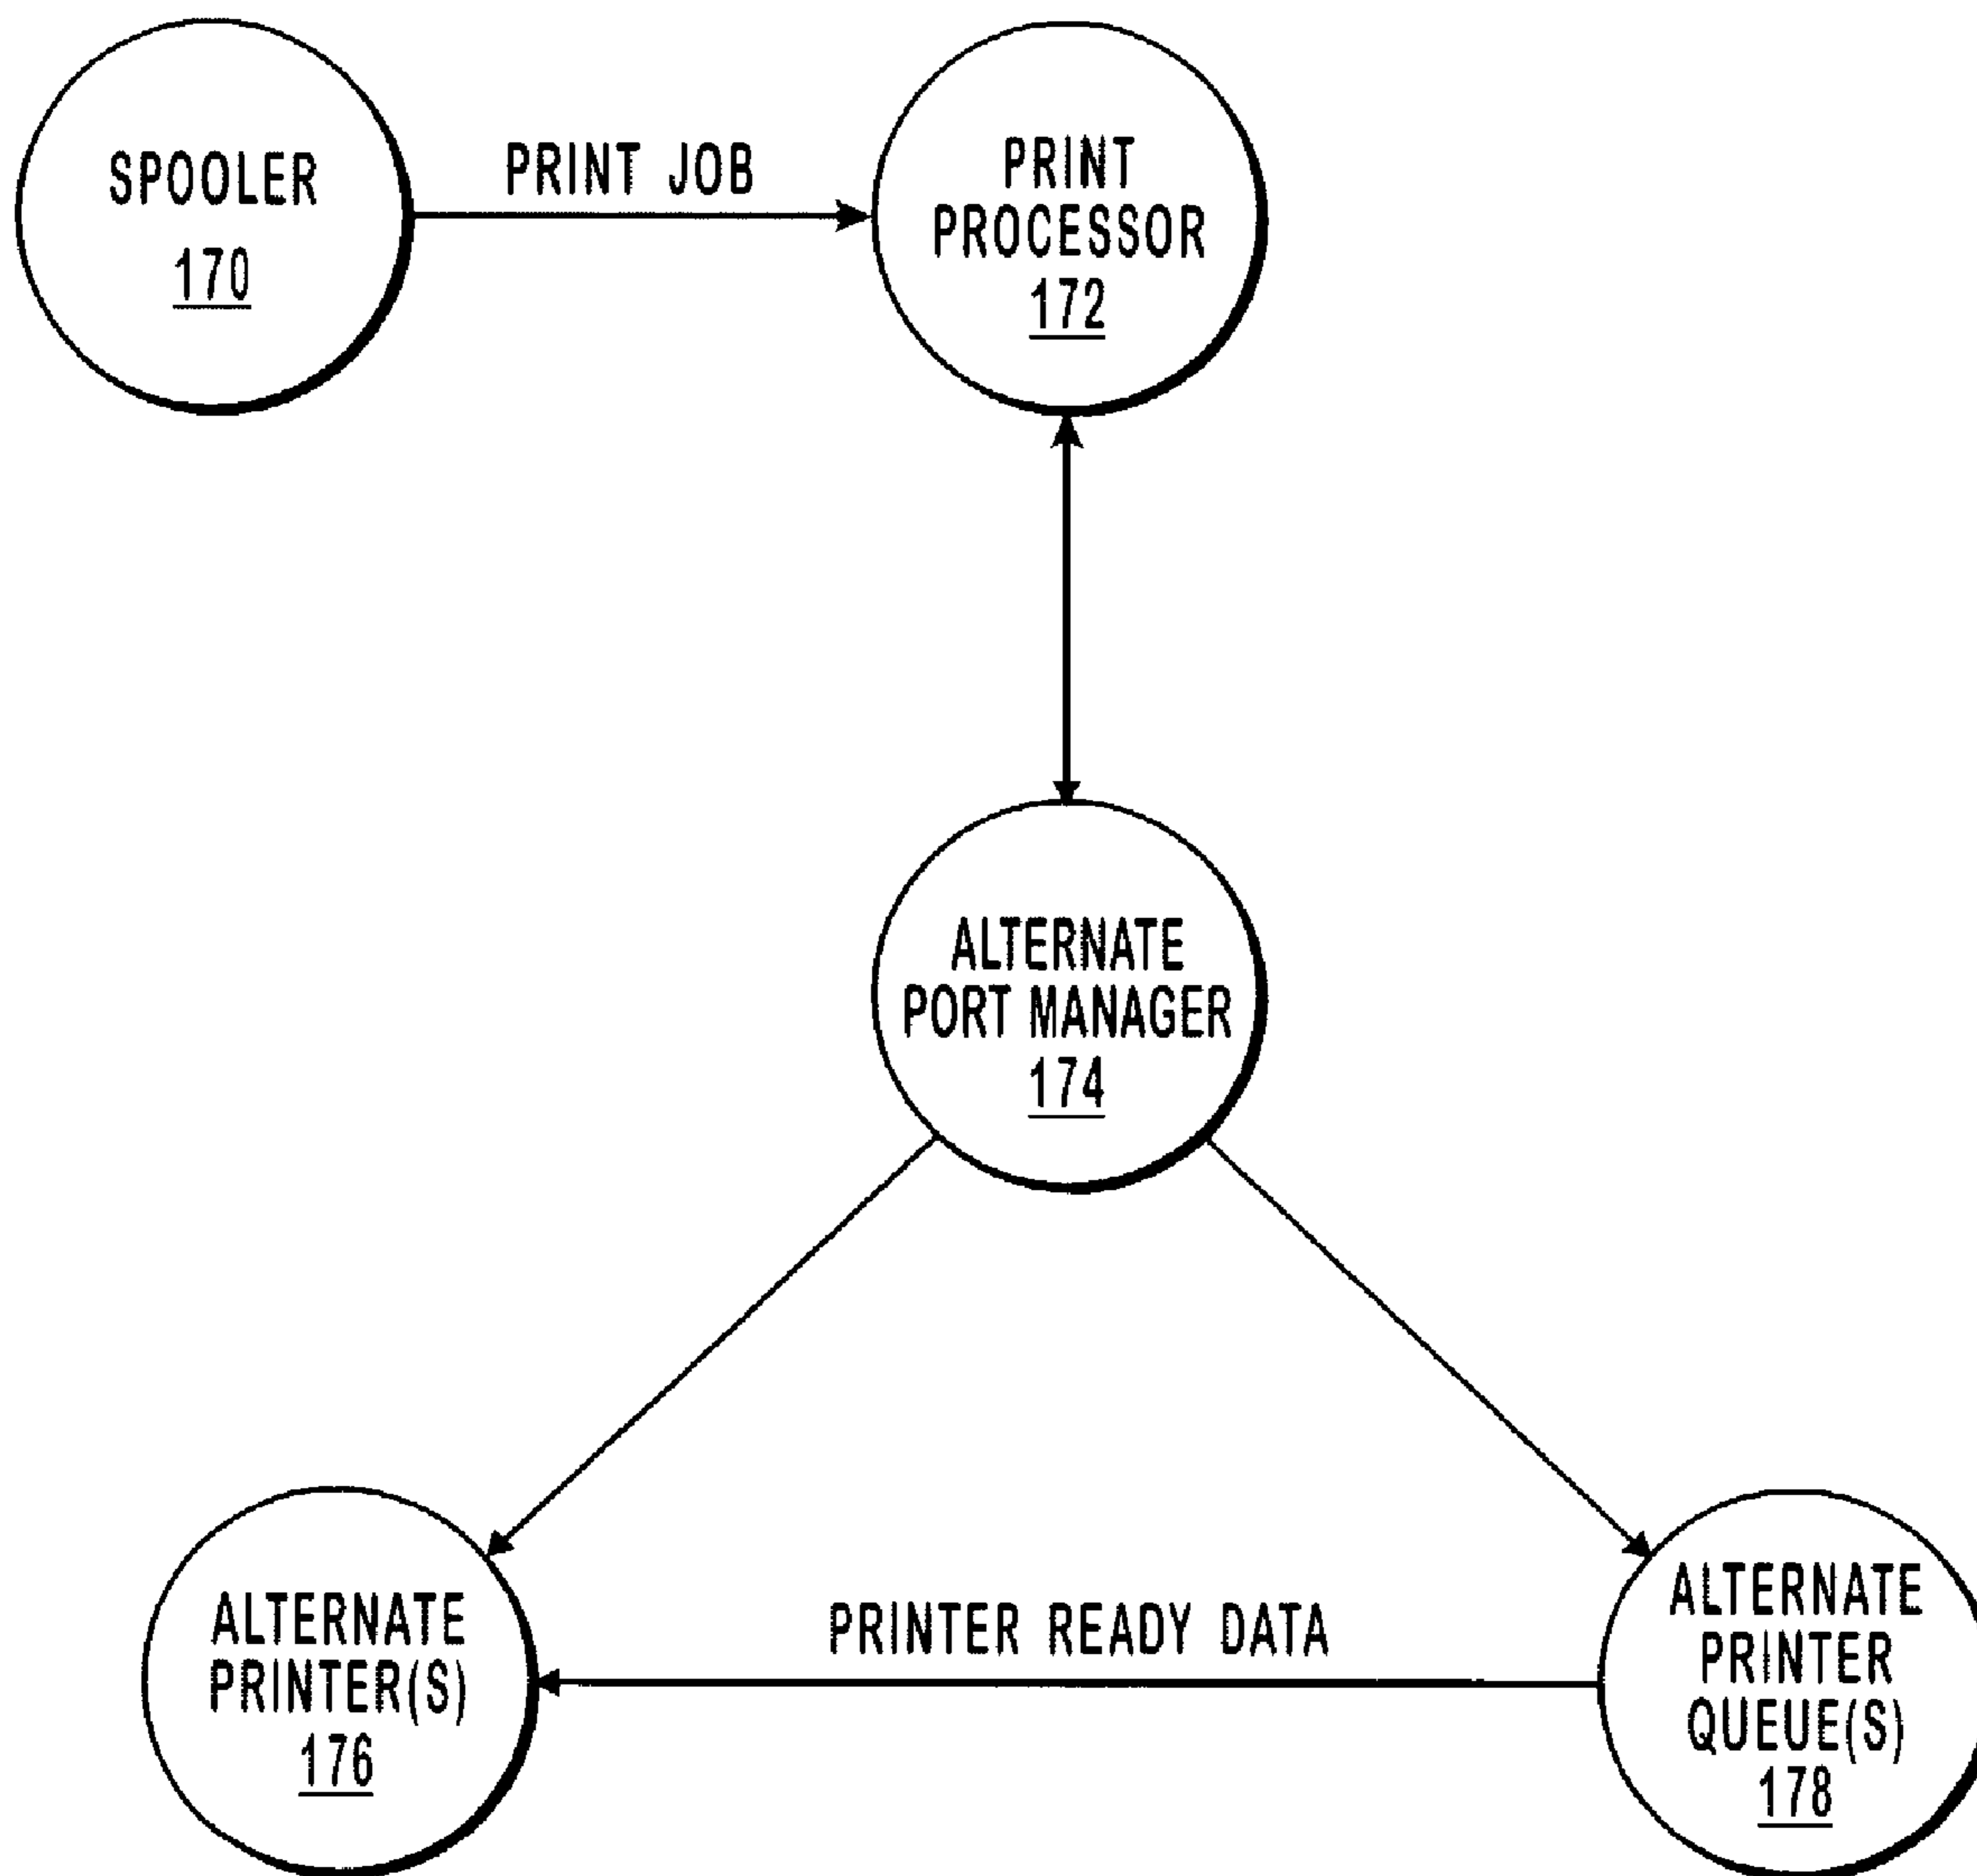 SPOOLER
170
PRINT JOB
PRINT
PROCESSOR
172
ALTERNATE
PORT MANAGER
174
ALTERNATE
PRINTER(S)
176
PRINTER READY DATA
ALTERNATE
PRINTER
QUEUE(S)
178